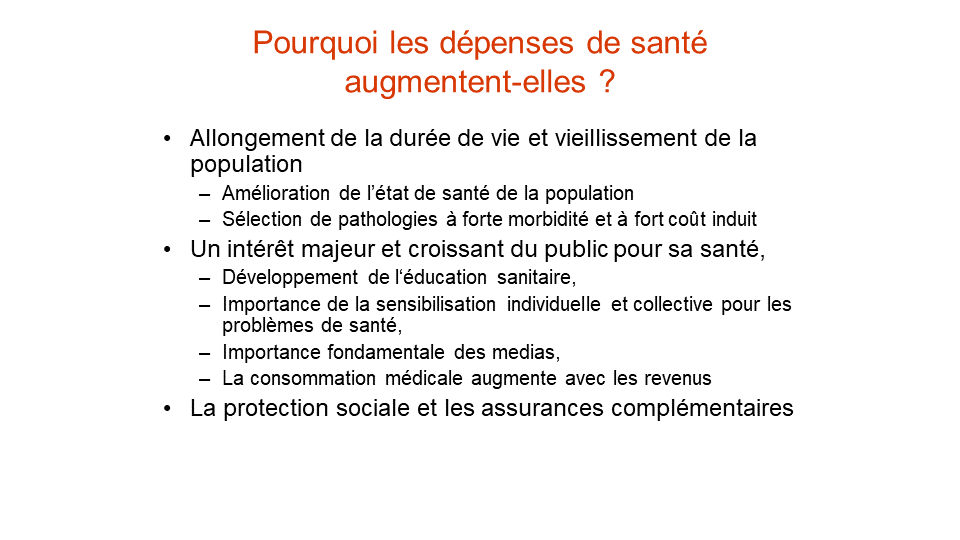 Pourquoi les dépenses de santé
augmentent-elles ?
• Allongement de la durée de vie et vieillissement de la
population
– Amélioration de l’état de santé de la population
– Sélection de pathologies à forte morbidité et à fort coût induit
• Un intérêt majeur et croissant du public pour sa santé,
– Développement de l‘éducation sanitaire,
– Importance de la sensibilisation individuelle et collective pour les
problèmes de santé,
– Importance fondamentale des medias,
– La consommation médicale augmente avec les revenus
• La protection sociale et les assurances complémentaires